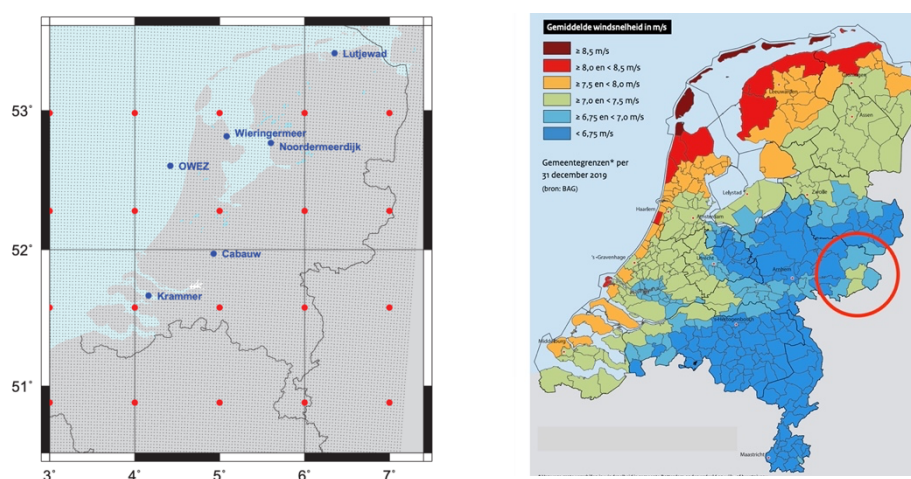 Lutjewad
53°
Wieringermeer
Noordermeerdijk
OWEZ
52°
Cabauw
Krammer
51°
3° 4° 5° 6° 7°
Gemiddelde windsnelheid in m/s
≥ 8,5 m/s
≥ 8,0 en < 8,5 m/s
≥ 7,5 en < 8,0 m/s
≥ 7,0 en < 7,5 m/s
≥ 6,75 en < 7,0 m/s
< 6,75 m/s
Gemeentegrenzen* per
31 december 2019
(bron: BAG)
Leeuwarden
Assen
Lelystad
Zwolle
Haarlem
Amsterdam
's-Gravenhage
Utrecht
Arnhem
Middelburg
Maastricht